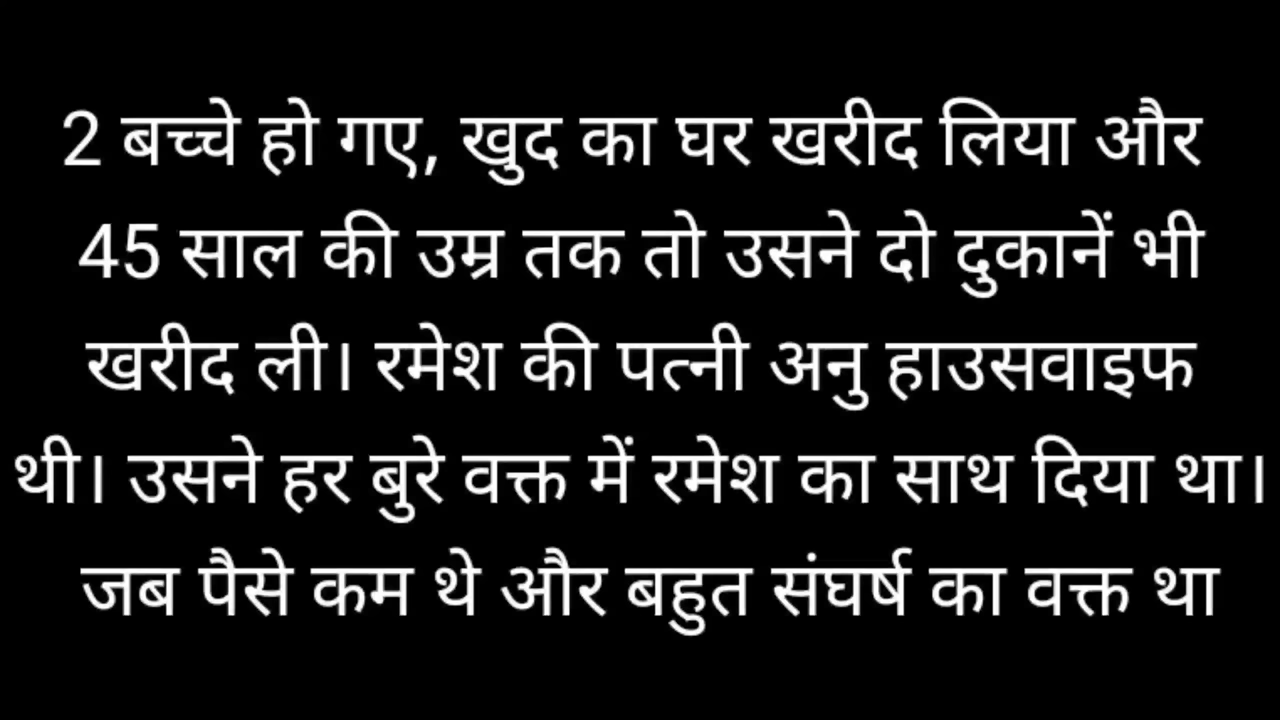 2 बच्चे हो गए, खुद का घर खरीद लिया और
45 साल की उम्र तक तो उसने दो दुकानें भी
खरीद ली। रमेश की पत्नी अनु हाउसवाइफ
थी। उसने हर बुरे वक्त में रमेश का साथ दिया था।
जब पैसे कम थे और बहुत संघर्ष का वक्त था